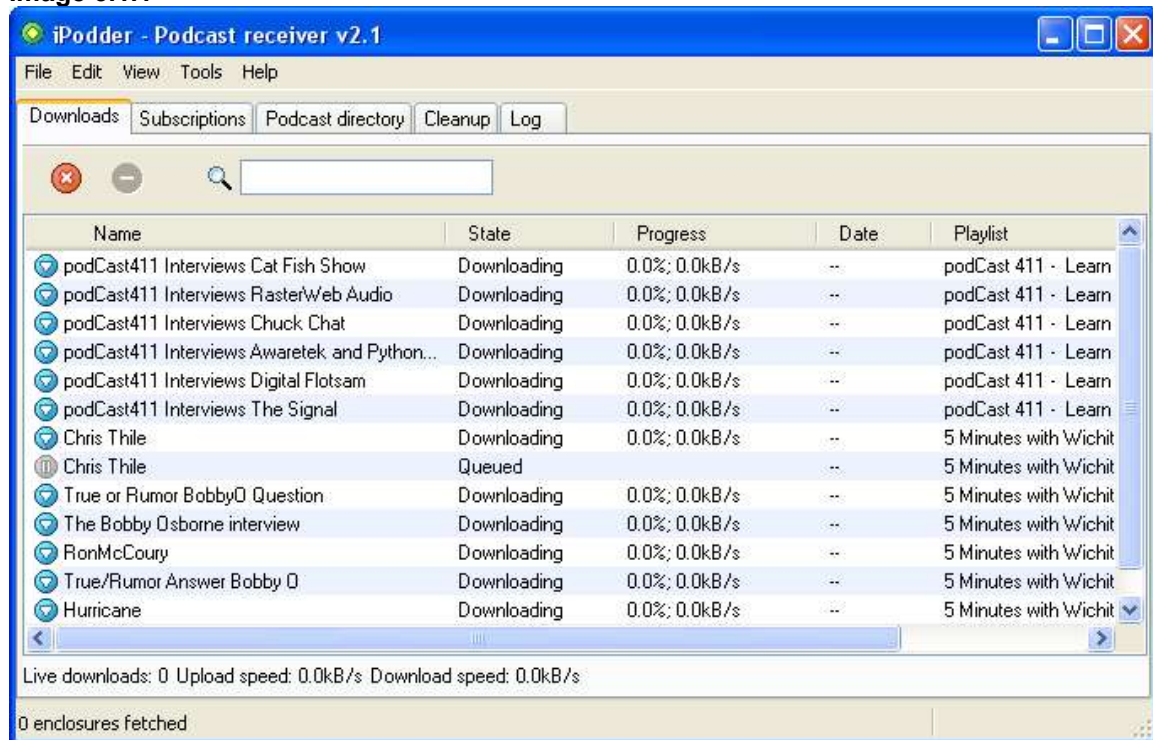 iPodder - Podcast receiver v2.1
File Edit View Tools Help
Downloads Subscriptions Podcast directory Cleanup Log
Name State Progress Date Playlist
podCast411 Interviews Cat Fish Show Downloading 0.0%; 0.0kB/s -- podCast 411 - Learn
podCast411 Interviews RasterWeb Audio Downloading 0.0%; 0.0kB/s -- podCast 411 - Learn
podCast411 Interviews Chuck Chat Downloading 0.0%; 0.0kB/s -- podCast 411 - Learn
podCast411 Interviews Awaretek and Python... Downloading 0.0%; 0.0kB/s -- podCast 411 - Learn
podCast411 Interviews Digital Flotsam Downloading 0.0%; 0.0kB/s -- podCast 411 - Learn
podCast411 Interviews The Signal Downloading 0.0%; 0.0kB/s -- podCast 411 - Learn
Chris Thile Downloading 0.0%; 0.0kB/s -- 5 Minutes with Wichit
Chris Thile Queued -- 5 Minutes with Wichit
True or Rumor BobbyO Question Downloading 0.0%; 0.0kB/s -- 5 Minutes with Wichit
The Bobby Osborne interview Downloading 0.0%; 0.0kB/s -- 5 Minutes with Wichit
RonMcCoury Downloading 0.0%; 0.0kB/s -- 5 Minutes with Wichit
True/Rumor Answer Bobby O Downloading 0.0%; 0.0kB/s -- 5 Minutes with Wichit
Hurricane Downloading 0.0%; 0.0kB/s -- 5 Minutes with Wichit
Live downloads: 0 Upload speed: 0.0kB/s Download speed: 0.0kB/s
0 enclosures fetched